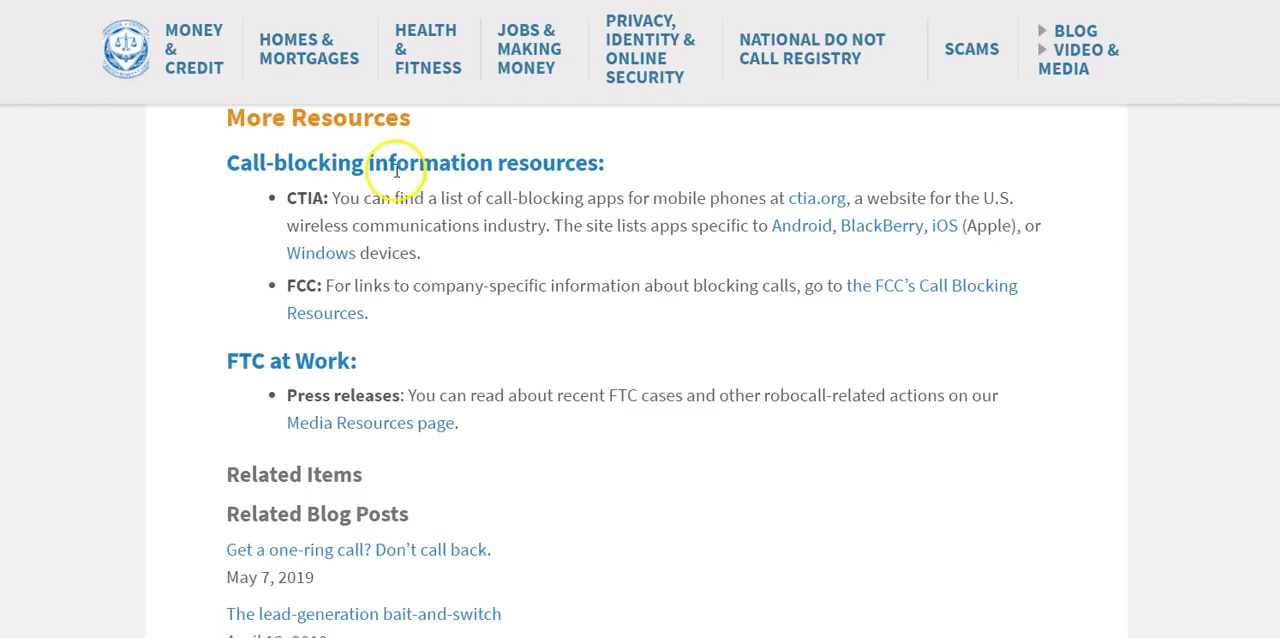 MONEY
&
CREDIT
HOMES &
MORTGAGES
HEALTH
&
FITNESS
JOBS &
MAKING
MONEY
PRIVACY,
IDENTITY &
ONLINE
SECURITY
NATIONAL DO NOT
CALL REGISTRY
SCAMS
BLOG
VIDEO &
MEDIA
More Resources
Call-blocking information resources:
CTIA: You can find a list of call-blocking apps for mobile phones at ctia.org, a website for the U.S.
wireless communications industry. The site lists apps specific to Android, BlackBerry, iOS (Apple), or
Windows devices.
FCC: For links to company-specific information about blocking calls, go to the FCC’s Call Blocking
Resources.
FTC at Work:
Press releases: You can read about recent FTC cases and other robocall-related actions on our
Media Resources page.
Related Items
Related Blog Posts
Get a one-ring call? Don’t call back.
May 7, 2019
The lead-generation bait-and-switch